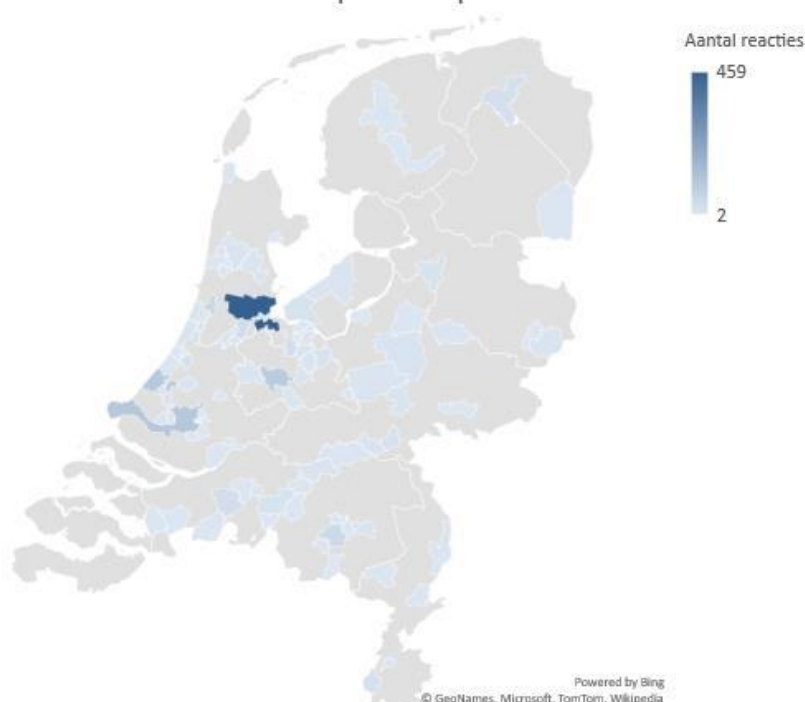 Aantal reacties
459
2
Powered by Bing
© GeoNames, Microsoft, TomTom, Wikipedia